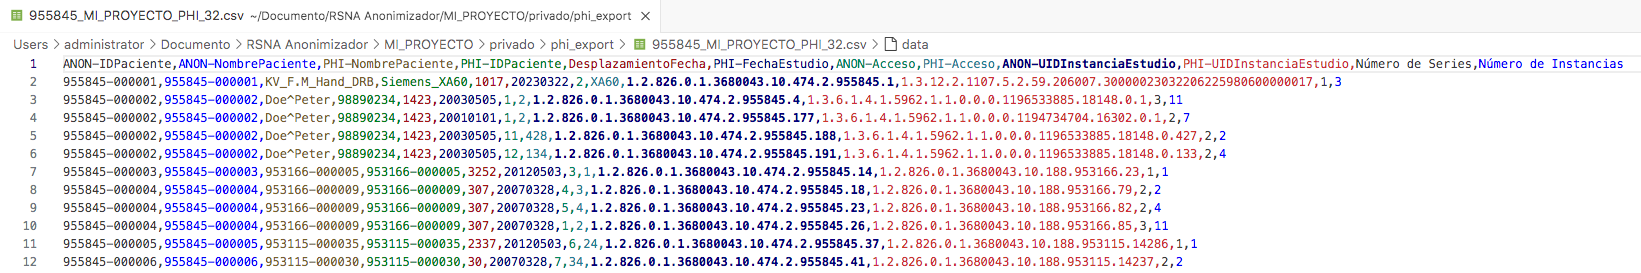 955845_MI_PROYECTO_PHI_32.csv ~/Documento/RSNA Anonimizador/MI_PROYECTO/privado/phi_export ×
Users > administrator > Documento > RSNA Anonimizador > MI_PROYECTO > privado > phi_export > 955845_MI_PROYECTO_PHI_32.csv > data
1 ANON-IDPaciente,ANON-NombrePaciente,PHI-NombrePaciente,PHI-IDPaciente,DesplazamientoFecha,PHI-FechaEstudio,ANON-Acceso,PHI-Acceso,ANON-UIDInstanciaEstudio,PHI-UIDInstanciaEstudio,Número de Series,Número de Instancias
2 955845-000001,955845-000001,KV_F.M_Hand_DRB,Siemens_XA60,1017,20230322,2,XA60,1.2.826.0.1.3680043.10.474.2.955845.1,1.3.12.2.1107.5.2.59.206007.30000023032206225980600000017,1,3
3 955845-000002,955845-000002,Doe^Peter,98890234,1423,20030505,1,2,1.2.826.0.1.3680043.10.474.2.955845.4,1.3.6.1.4.1.5962.1.1.0.0.0.1196533885.18148.0.1,3,11
4 955845-000002,955845-000002,Doe^Peter,98890234,1423,20010101,1,2,1.2.826.0.1.3680043.10.474.2.955845.177,1.3.6.1.4.1.5962.1.1.0.0.0.1194734704.16302.0.1,2,7
5 955845-000002,955845-000002,Doe^Peter,98890234,1423,20030505,11,428,1.2.826.0.1.3680043.10.474.2.955845.188,1.3.6.1.4.1.5962.1.1.0.0.0.1196533885.18148.0.427,2,2
6 955845-000002,955845-000002,Doe^Peter,98890234,1423,20030505,12,134,1.2.826.0.1.3680043.10.474.2.955845.191,1.3.6.1.4.1.5962.1.1.0.0.0.1196533885.18148.0.133,2,4
7 955845-000003,955845-000003,953166-000005,953166-000005,3252,20120503,3,1,1.2.826.0.1.3680043.10.474.2.955845.14,1.2.826.0.1.3680043.10.188.953166.23,1,1
8 955845-000004,955845-000004,953166-000009,953166-000009,307,20070328,4,3,1.2.826.0.1.3680043.10.474.2.955845.18,1.2.826.0.1.3680043.10.188.953166.79,2,2
9 955845-000004,955845-000004,953166-000009,953166-000009,307,20070328,5,4,1.2.826.0.1.3680043.10.474.2.955845.23,1.2.826.0.1.3680043.10.188.953166.82,2,4
10 955845-000004,955845-000004,953166-000009,953166-000009,307,20070328,1,2,1.2.826.0.1.3680043.10.474.2.955845.26,1.2.826.0.1.3680043.10.188.953166.85,3,11
11 955845-000005,955845-000005,953115-000035,953115-000035,2337,20120503,6,24,1.2.826.0.1.3680043.10.474.2.955845.37,1.2.826.0.1.3680043.10.188.953115.14286,1,1
12 955845-000006,955845-000006,953115-000030,953115-000030,30,20070328,7,34,1.2.826.0.1.3680043.10.474.2.955845.41,1.2.826.0.1.3680043.10.188.953115.14237,2,2